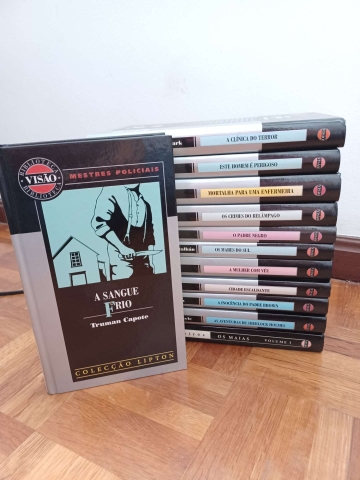 BIBLIOTECA
VISÃO
BIBLIOTECA
MESTRES POLICIAIS
A SANGUE
FRIO
Truman Capote
COLECÇÃO LIPTON
A CLÍNICA DO TERROR
ESTE HOMEM É PERIGOSO
MORTALHA PARA UMA ENFERMEIRA
OS CRIMES DO RELÂMPAGO
O PADRE NEGRO
OS MARES DO SUL
A MULHER COM VÉU
CIDADE ESCALDANTE
A INOCÊNCIA DO PADRE BROWN
AS AVENTURAS DE SHERLOCK HOLMES
OS MAIAS VOLUME I